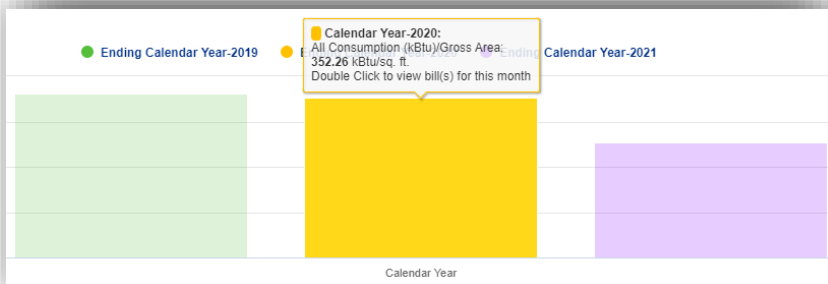 Calendar Year-2020:
All Consumption (kBtu)/Gross Area:
352.26 kBtu/sq. ft.
Double Click to view bill(s) for this month
Ending Calendar Year-2019
Ending Calendar Year-2021
Calendar Year